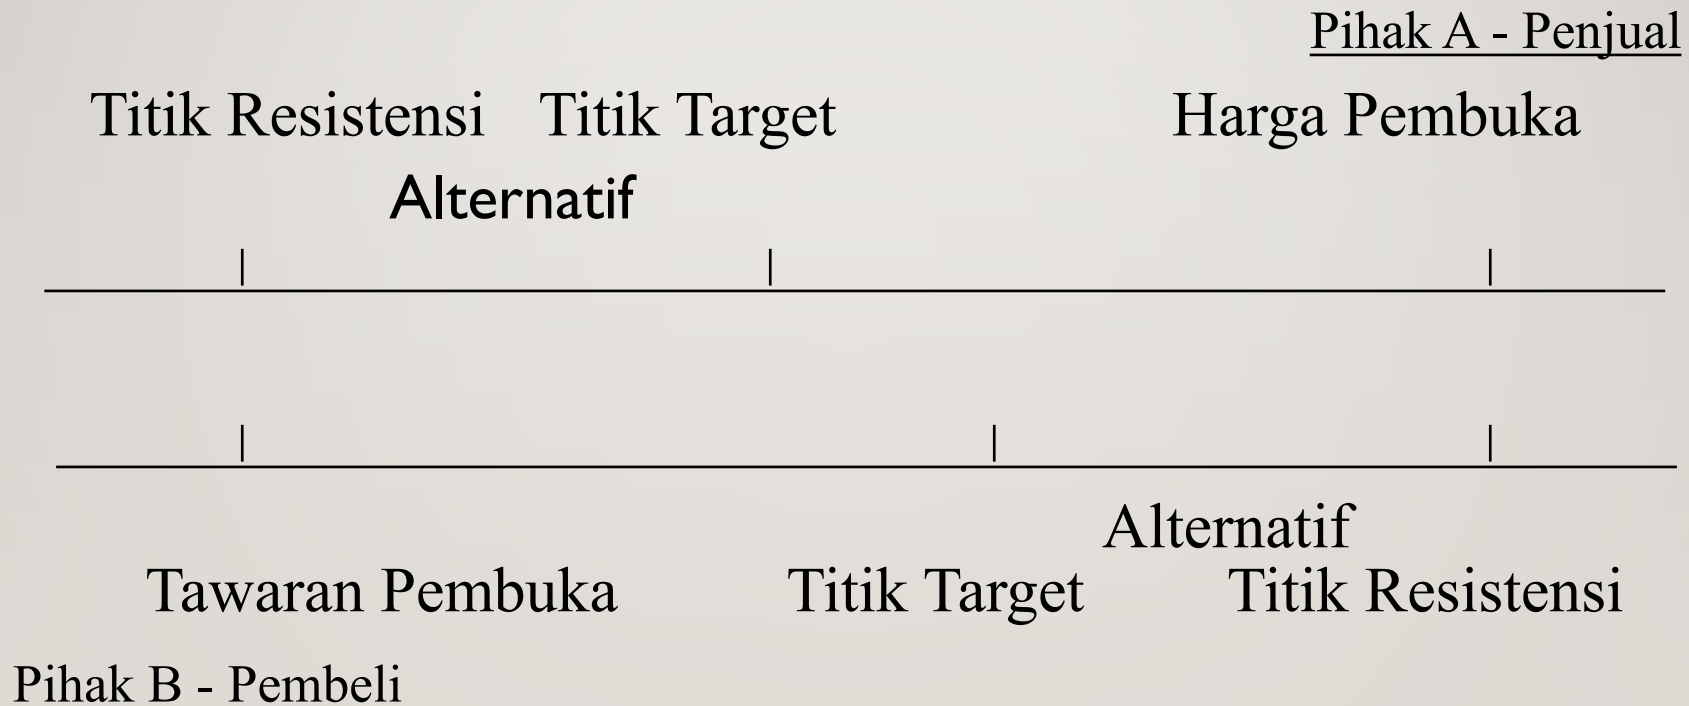 Pihak A - Penjual
Titik Resistensi Titik Target Harga Pembuka
Alternatif
Alternatif
Tawaran Pembuka Titik Target Titik Resistensi
Pihak B - Pembeli